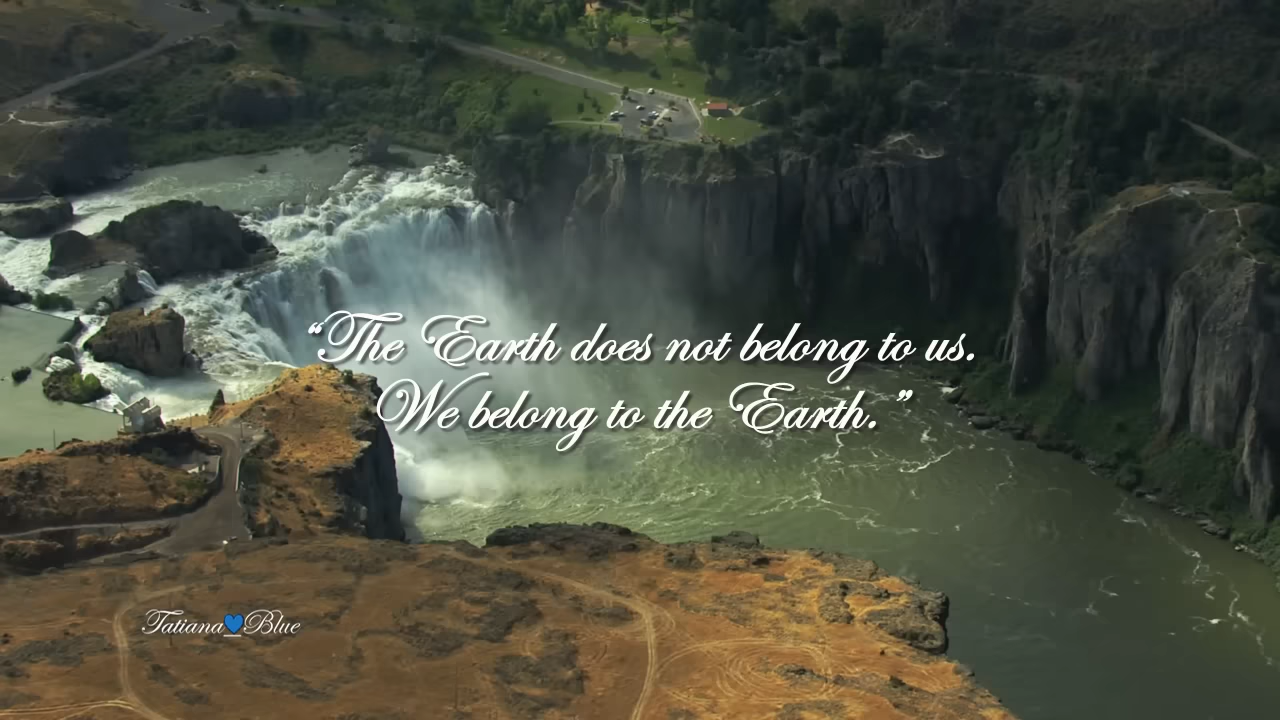 “The Earth does not belong to us.
We belong to the Earth.”
Tatiana💙Blue